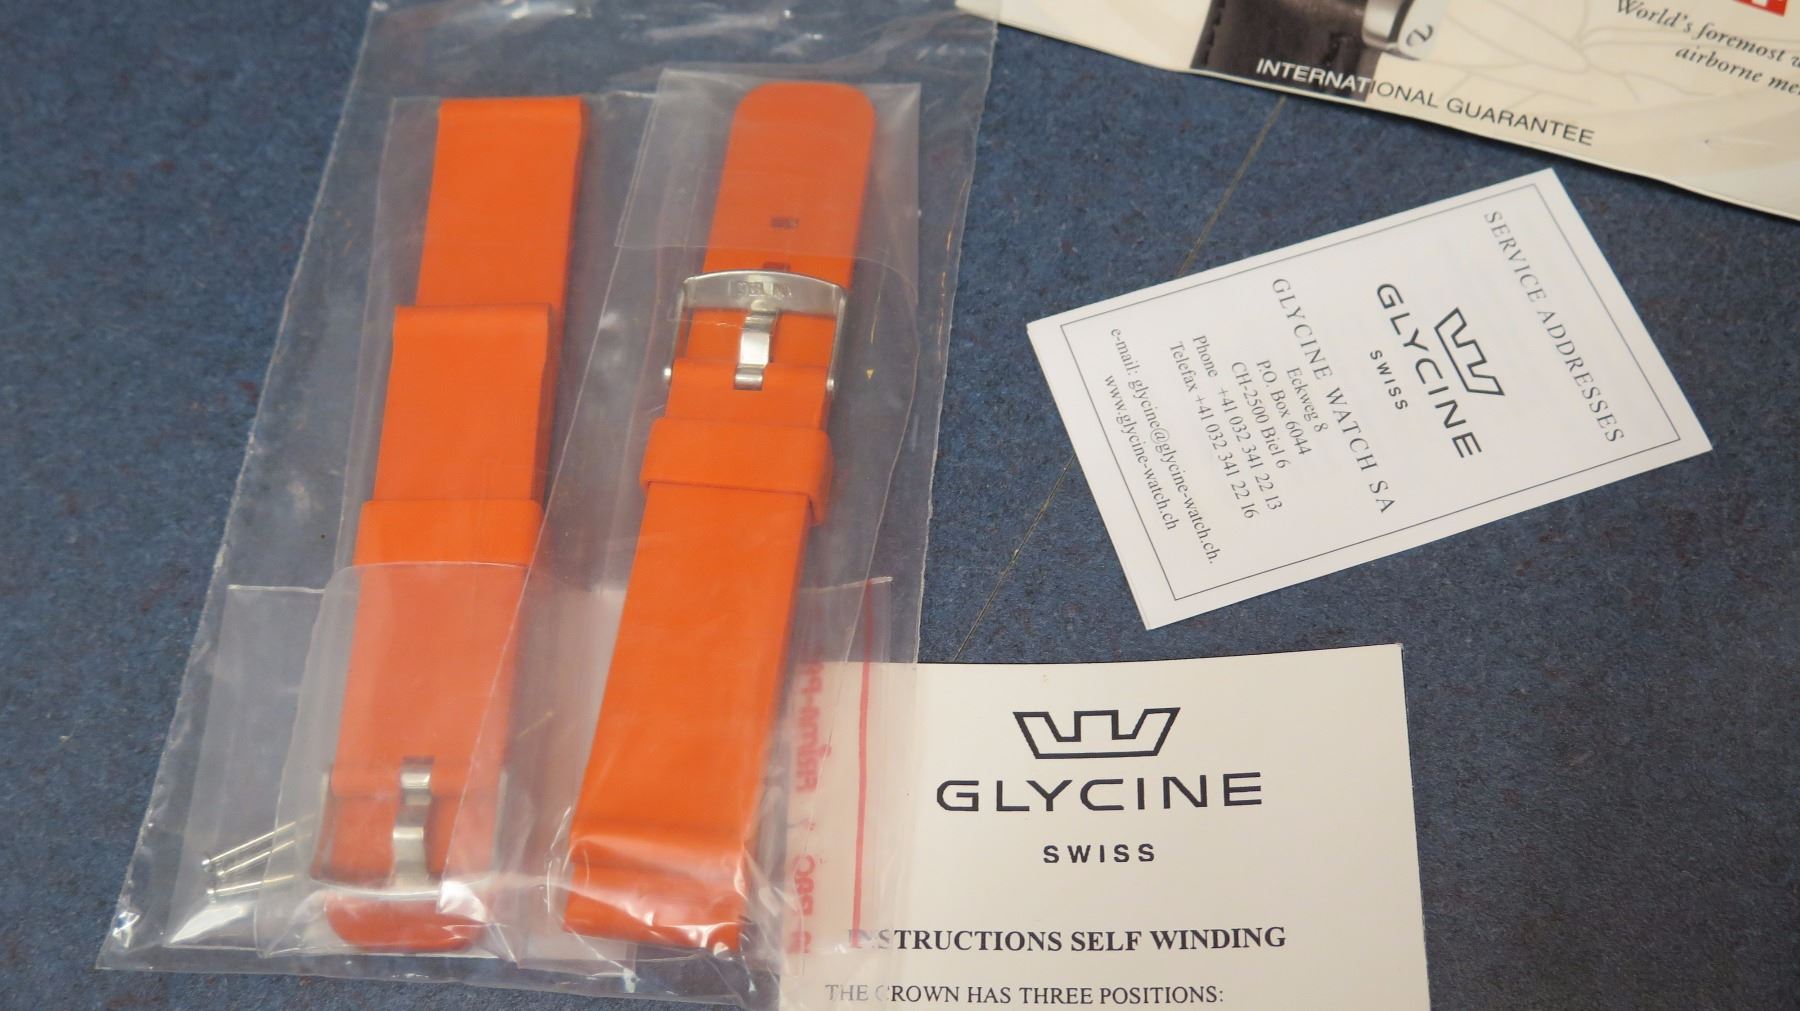 World's foremost
airborne
INTERNATIONAL GUARANTEE
SERVICE ADDRESSES
GLYCINE
SWISS
GLYCINE WATCH SA
Eckweg 8
P.O. Box 6044
CH-2500 Biel 6
Phone +41 032 341 22 13
Telefax +41 032 341 22 16
e-mail: glycine@glycine-watch.ch.
www.glycine-watch.ch
GLYCINE
SWISS
INSTRUCTIONS SELF WINDING
THE CROWN HAS THREE POSITIONS: